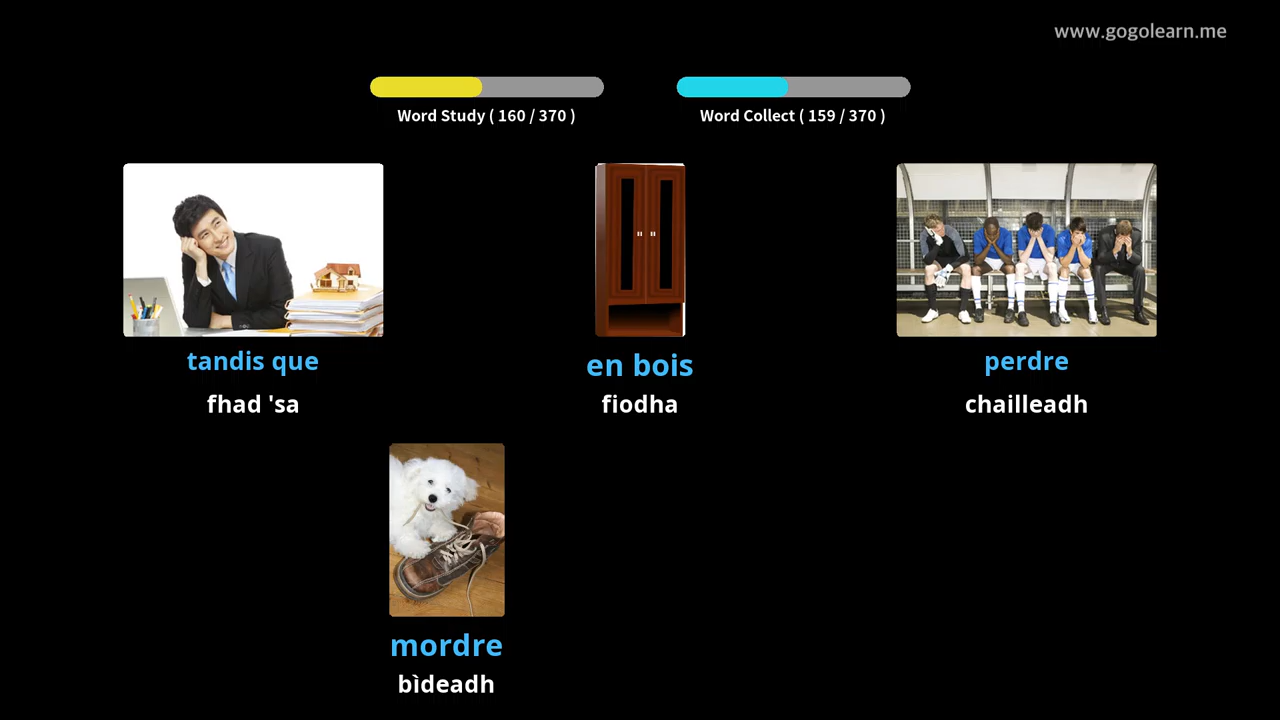 www.gogolearn.me
Word Study ( 160 / 370 )
Word Collect ( 159 / 370 )
tandis que
fhad 'sa
en bois
fiodha
perdre
chailleadh
mordre
bìdeadh